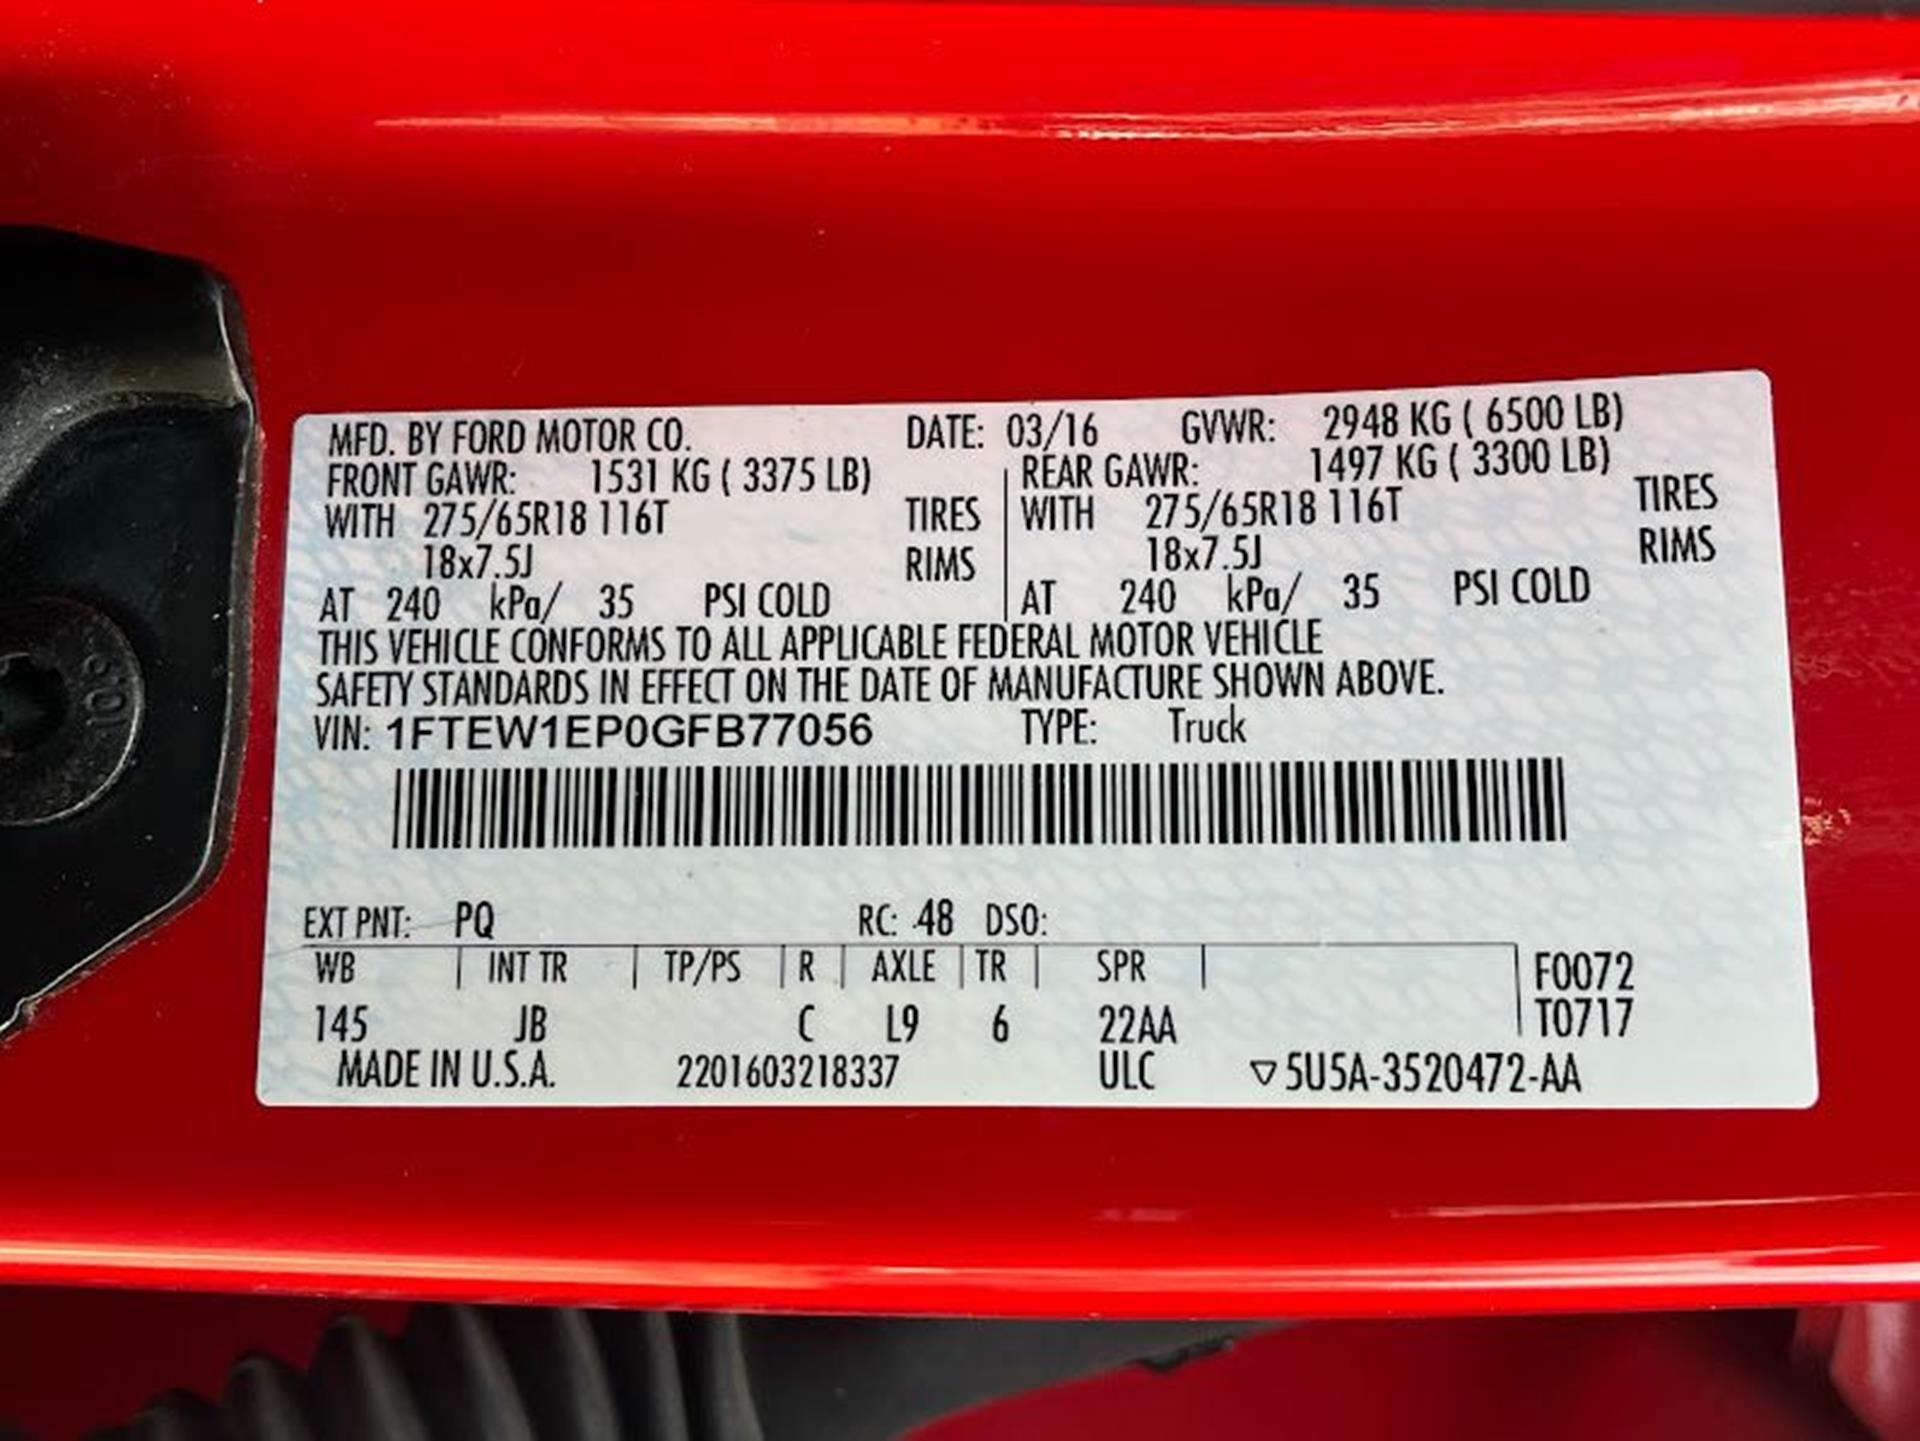 MFD. BY FORD MOTOR CO. DATE: 03/16 GVWR: 2948 KG ( 6500 LB)
FRONT GAWR: 1531 KG ( 3375 LB) REAR GAWR: 1497 KG ( 3300 LB)
WITH 275/65R18 116T TIRES WITH 275/65R18 116T TIRES
18x7.5J RIMS 18x7.5J RIMS
AT 240 kPa/ 35 PSI COLD AT 240 kPa/ 35 PSI COLD
THIS VEHICLE CONFORMS TO ALL APPLICABLE FEDERAL MOTOR VEHICLE
SAFETY STANDARDS IN EFFECT ON THE DATE OF MANUFACTURE SHOWN ABOVE.
VIN: 1FTEW1EP0GFB77056 TYPE: Truck
EXT PNT: PQ RC: 48 DSO:
WB INT TR TP/PS R AXLE TR SPR F0072
145 JB C L9 6 22AA T0717
MADE IN U.S.A. 2201603218337 ULC ▽5U5A-3520472-AA
10.9